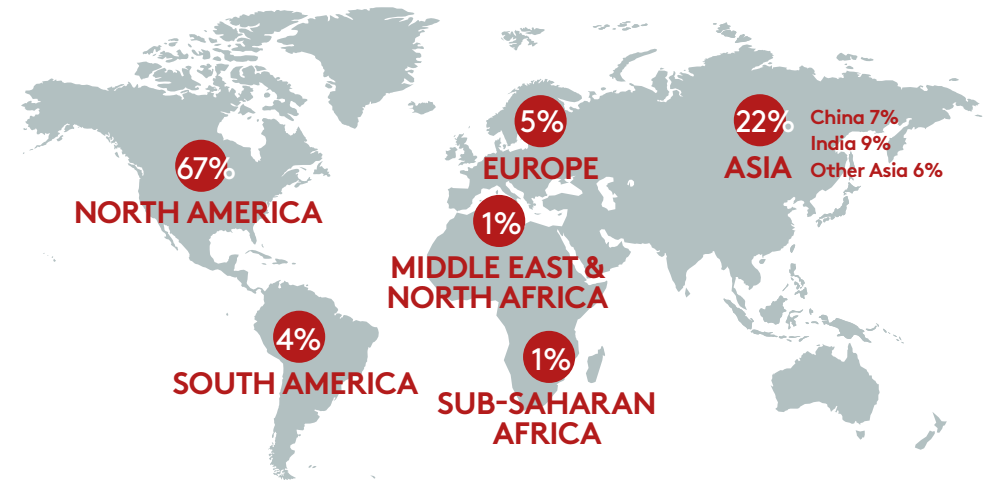 67%
NORTH AMERICA
5%
EUROPE
22%
ASIA
China 7%
India 9%
Other Asia 6%
1%
MIDDLE EAST &
NORTH AFRICA
4%
SOUTH AMERICA
1%
SUB-SAHARAN
AFRICA